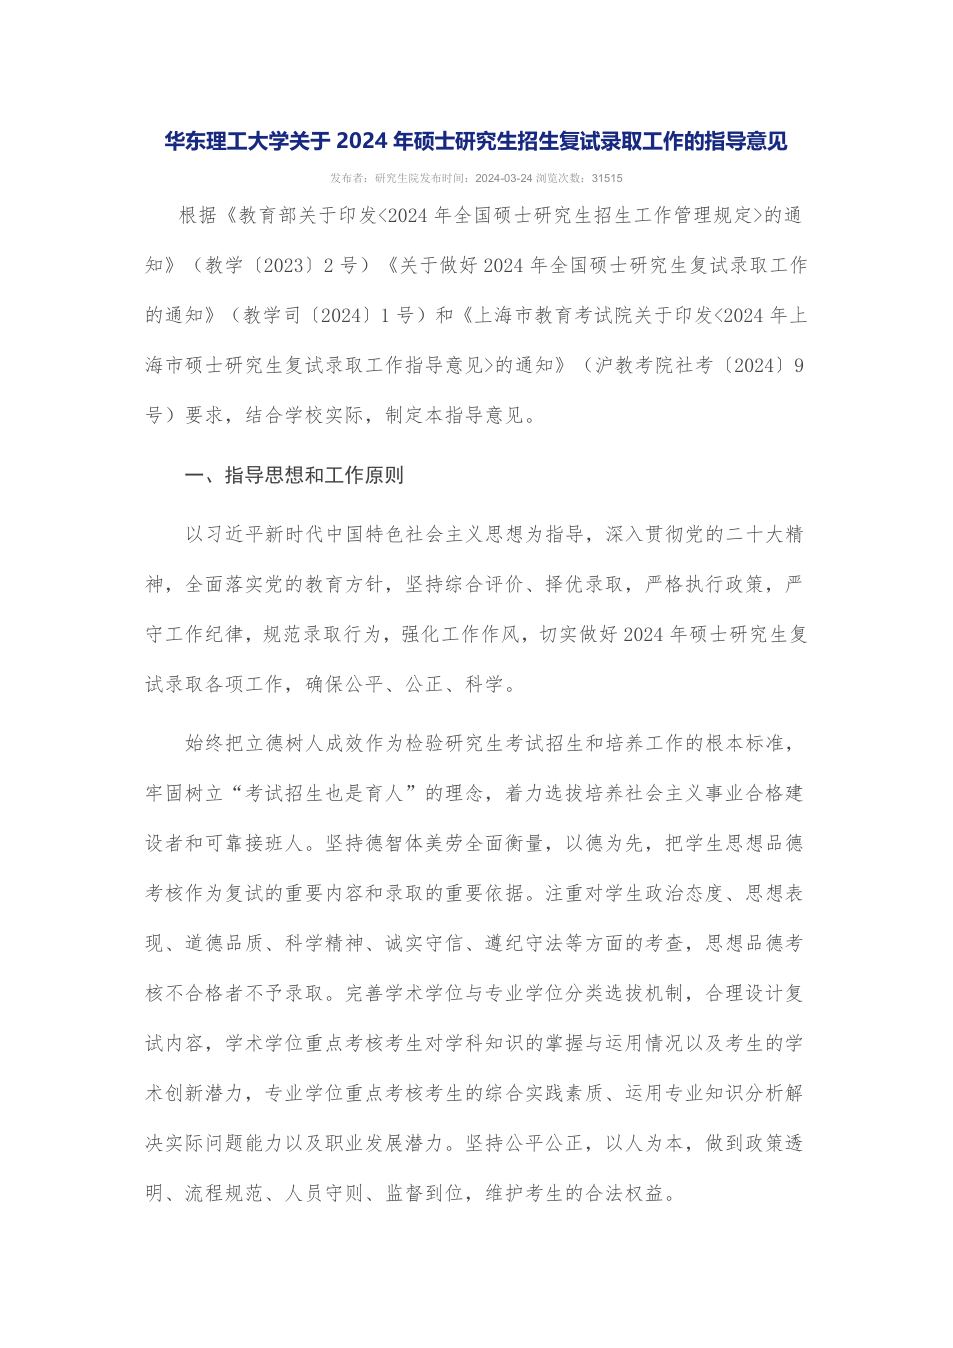 华东理工大学关于 2024 年硕士研究生招生复试录取工作的指导意见
发布者：研究生院发布时间：2024-03-24 浏览次数：31515
根据《教育部关于印发<2024 年全国硕士研究生招生工作管理规定>的通
知》（教学〔2023〕2 号）《关于做好 2024 年全国硕士研究生复试录取工作
的通知》（教学司〔2024〕1 号）和《上海市教育考试院关于印发<2024 年上
海市硕士研究生复试录取工作指导意见>的通知》（沪教考院社考〔2024〕9
号）要求，结合学校实际，制定本指导意见。
一、指导思想和工作原则
以习近平新时代中国特色社会主义思想为指导，深入贯彻党的二十大精
神，全面落实党的教育方针，坚持综合评价、择优录取，严格执行政策，严
守工作纪律，规范录取行为，强化工作作风，切实做好 2024 年硕士研究生复
试录取各项工作，确保公平、公正、科学。
始终把立德树人成效作为检验研究生考试招生和培养工作的根本标准，
牢固树立“考试招生也是育人”的理念，着力选拔培养社会主义事业合格建
设者和可靠接班人。坚持德智体美劳全面衡量，以德为先，把学生思想品德
考核作为复试的重要内容和录取的重要依据。注重对学生政治态度、思想表
现、道德品质、科学精神、诚实守信、遵纪守法等方面的考查，思想品德考
核不合格者不予录取。完善学术学位与专业学位分类选拔机制，合理设计复
试内容，学术学位重点考核考生对学科知识的掌握与运用情况以及考生的学
术创新潜力，专业学位重点考核考生的综合实践素质、运用专业知识分析解
决实际问题能力以及职业发展潜力。坚持公平公正，以人为本，做到政策透
明、流程规范、人员守则、监督到位，维护考生的合法权益。